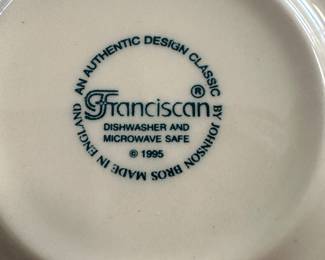 AN AUTHENTIC DESIGN CLASSIC BY JOHNSON BROS MADE IN ENGLAND
Franciscan®
DISHWASHER AND
MICROWAVE SAFE
© 1995